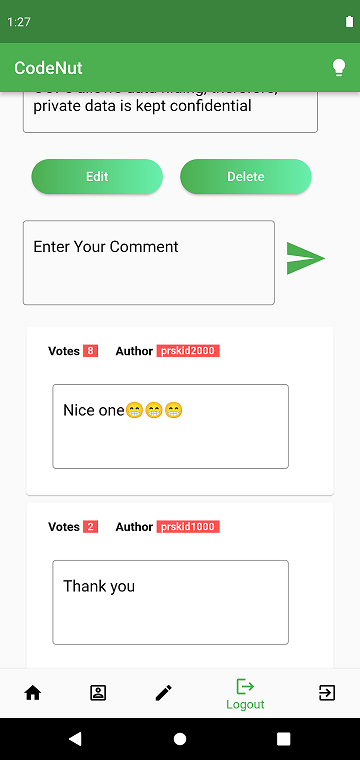 1:27
CodeNut
private data is kept confidential
Edit
Delete
Enter Your Comment
Votes 8 Author prskid2000
Nice one😁😁😁
Votes 2 Author prskid1000
Thank you
Logout